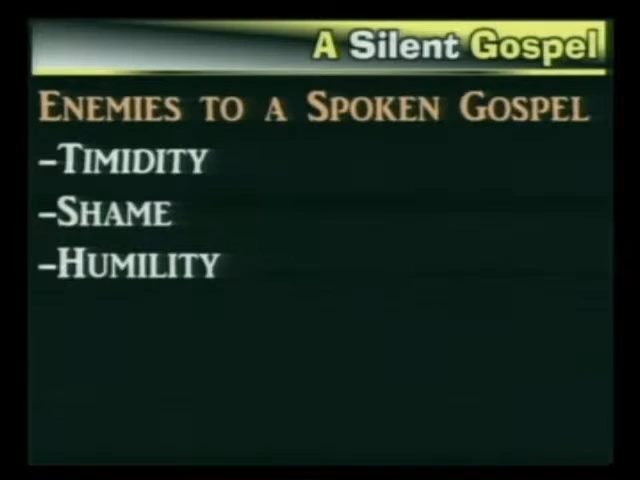 A Silent Gospel
ENEMIES TO A SPOKEN GOSPEL
–TIMIDITY
–SHAME
–HUMILITY